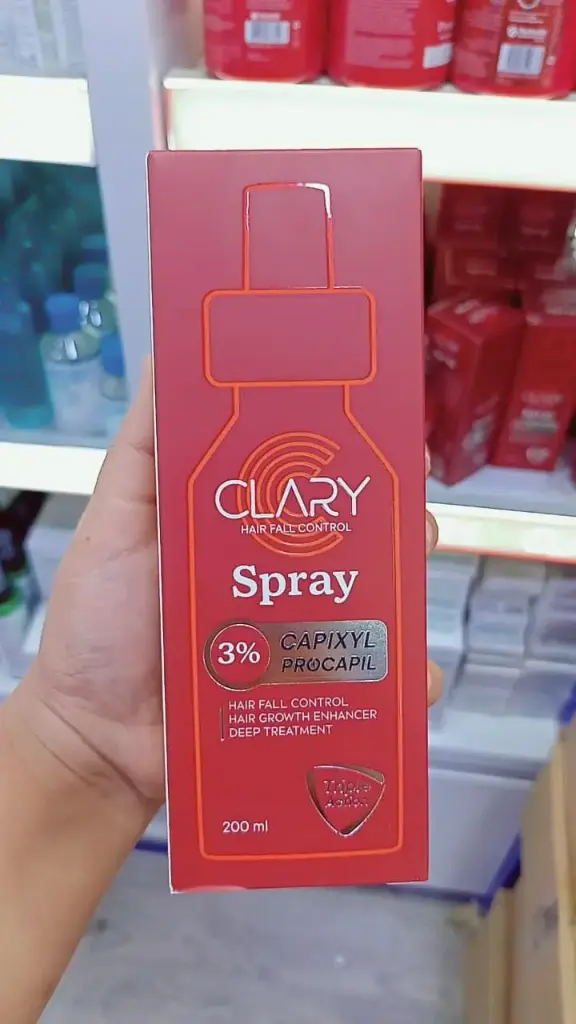 CLARY
HAIR FALL CONTROL
Spray
3%
CAPIXYL
PROCAPIL
HAIR FALL CONTROL
HAIR GROWTH ENHANCER
DEEP TREATMENT
Triple
Action
200 ml
CLARY